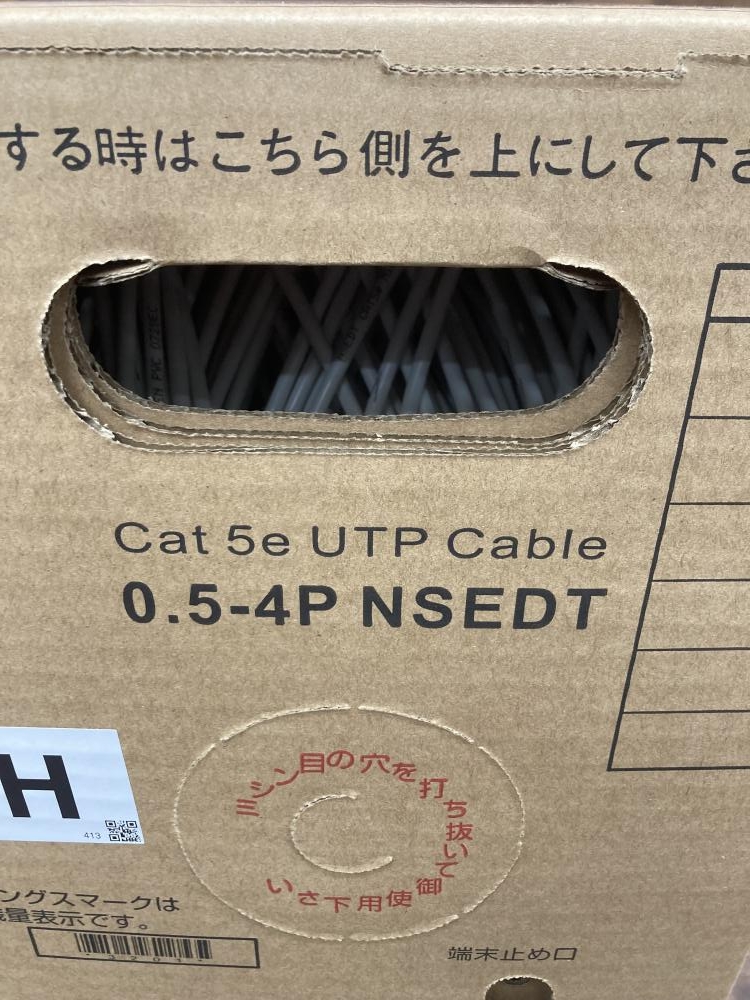 する時はこちら側を上にして下さ
NSEDT
Cat 5e UTP Cable
0.5-4P NSEDT
H
413
ミシン目の穴を打ち抜いて御使用下さい
ングスマークは
量表示です。
端末止め口